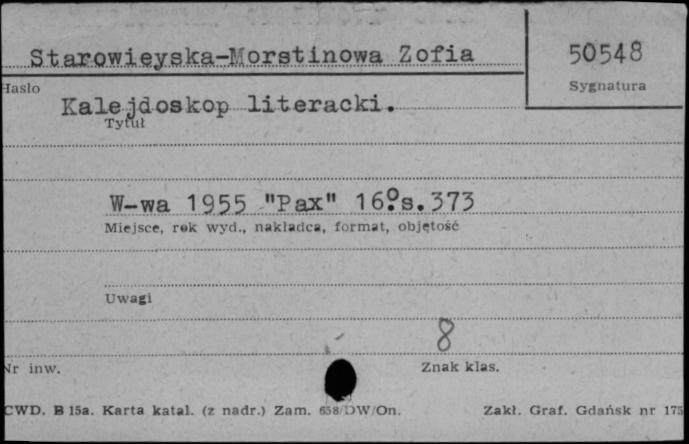 Starowieyska-Morstinowa Zofia
50548
Hasło
Sygnatura
Kalejdoskop literacki.
Tytuł
W-wa 1955 "Pax" 16º s.373
Miejsce, rok wyd., nakładca, format, objętość
Uwagi
8
Nr inw.
Znak klas.
CWD. B 15a. Karta katal. (z nadr.) Zam. 658/DW/On.
Zakł. Graf. Gdańsk nr 175